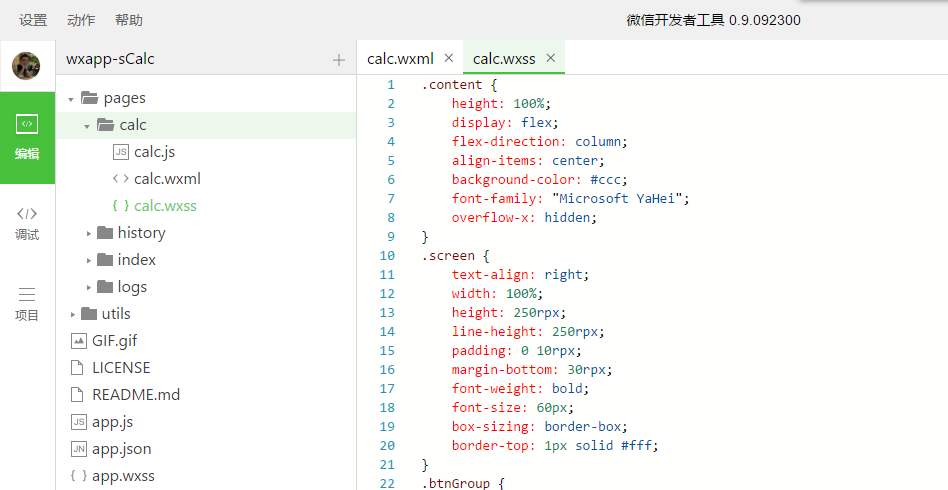 设置 动作 帮助 微信开发者工具 0.9.092300
wxapp-sCalc +
calc.wxml × calc.wxss ×
编辑
调试
项目
pages
calc
JS calc.js
<> calc.wxml
{ } calc.wxss
history
index
logs
utils
GIF.gif
LICENSE
README.md
JS app.js
JN app.json
{ } app.wxss
1 .content {
2 height: 100%;
3 display: flex;
4 flex-direction: column;
5 align-items: center;
6 background-color: #ccc;
7 font-family: "Microsoft YaHei";
8 overflow-x: hidden;
9 }
10 .screen {
11 text-align: right;
12 width: 100%;
13 height: 250rpx;
14 line-height: 250rpx;
15 padding: 0 10rpx;
16 margin-bottom: 30rpx;
17 font-weight: bold;
18 font-size: 60px;
19 box-sizing: border-box;
20 border-top: 1px solid #fff;
21 }
22 .btnGroup {